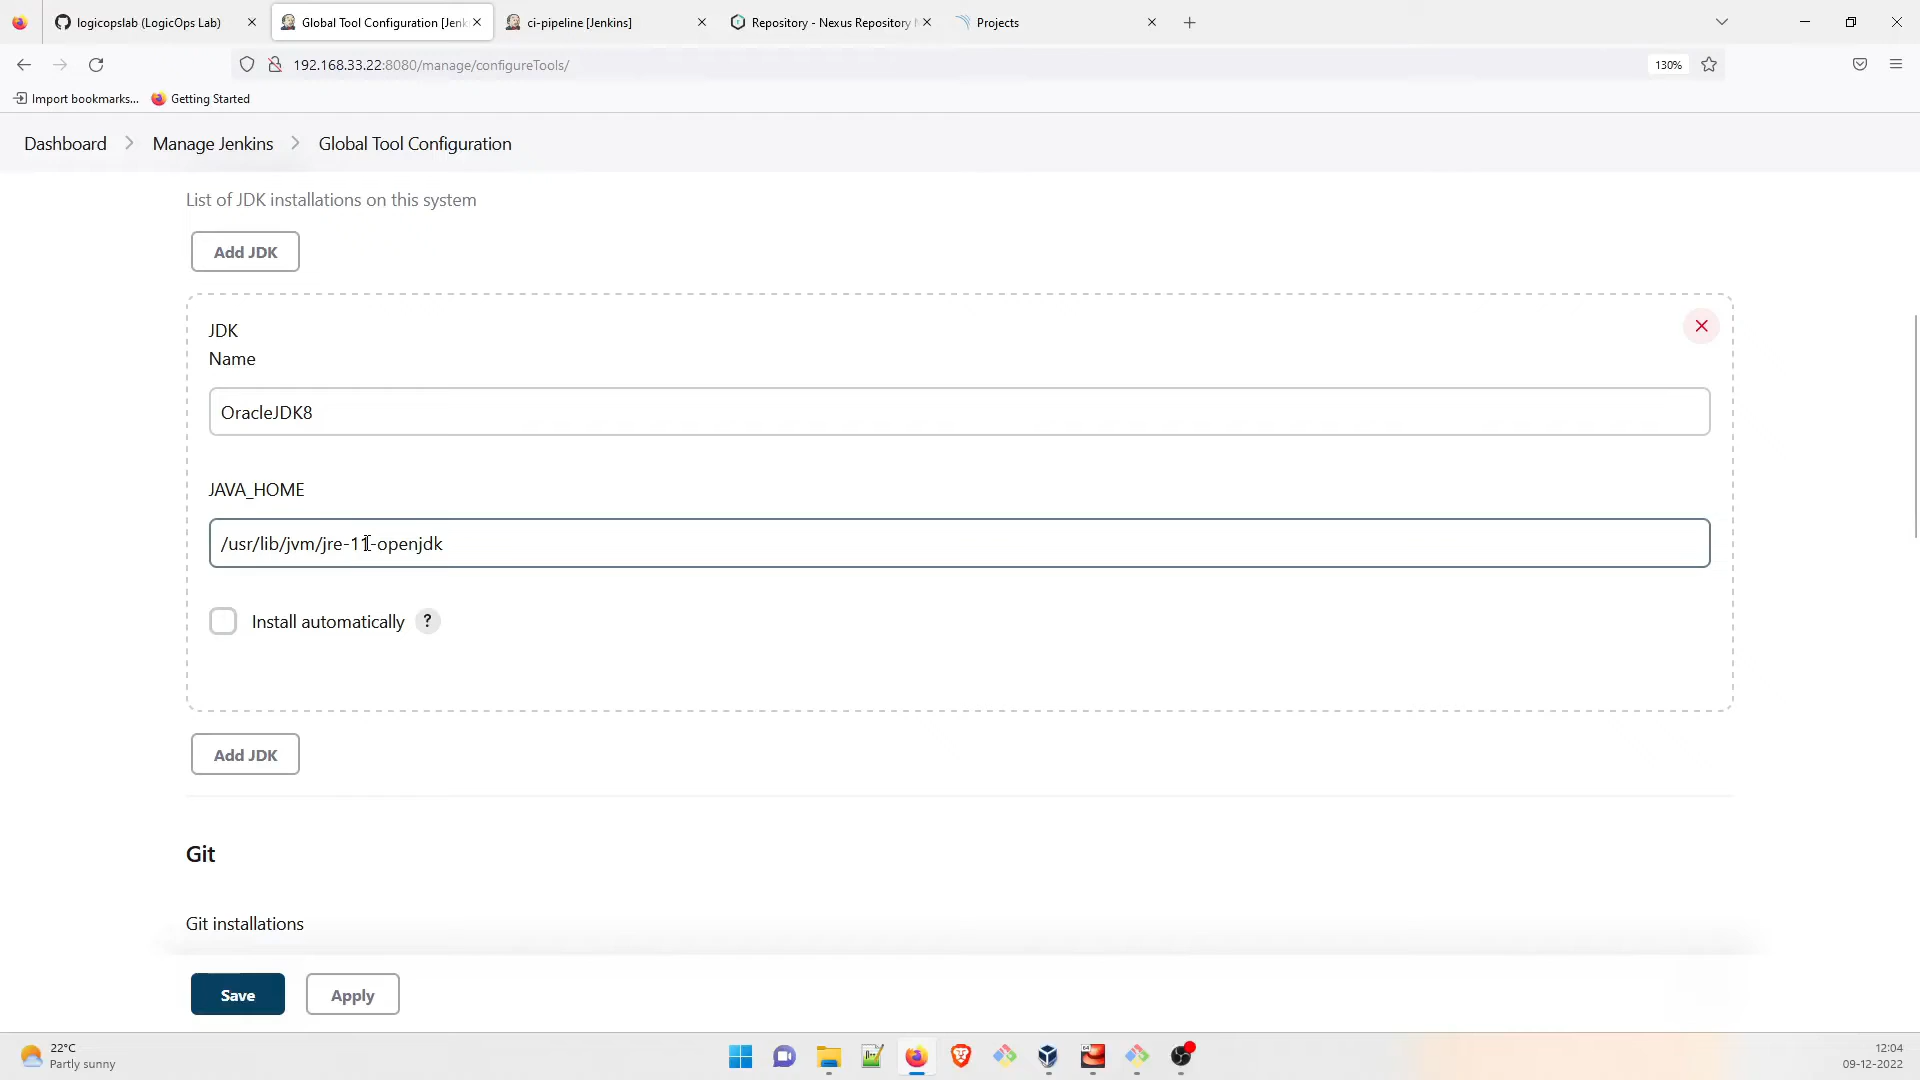 logicopslab (LogicOps Lab)
Global Tool Configuration [Jenk
ci-pipeline [Jenkins]
Repository - Nexus Repository
Projects
192.168.33.22:8080/manage/configureTools/
130%
Import bookmarks...
Getting Started
Dashboard
Manage Jenkins
Global Tool Configuration
List of JDK installations on this system
Add JDK
JDK
Name
OracleJDK8
JAVA_HOME
/usr/lib/jvm/jre-11-openjdk
Install automatically ?
Add JDK
Git
Git installations
Save
Apply
22°C
Partly sunny
12:04
09-12-2022